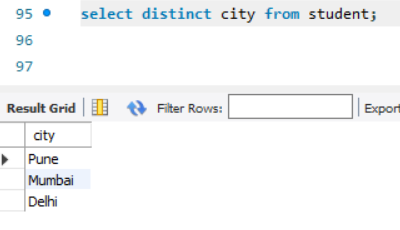 95 select distinct city from student;
96
97
Result Grid Filter Rows: Export
city
Pune
Mumbai
Delhi